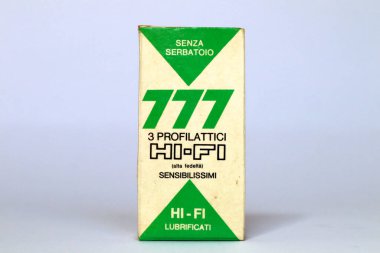 SENZA
SERBATOIO
777
3 PROFILATTICI
HI-FI
(alta fedeltà)
SENSIBILISSIMI
HI-FI
LUBRIFICATI